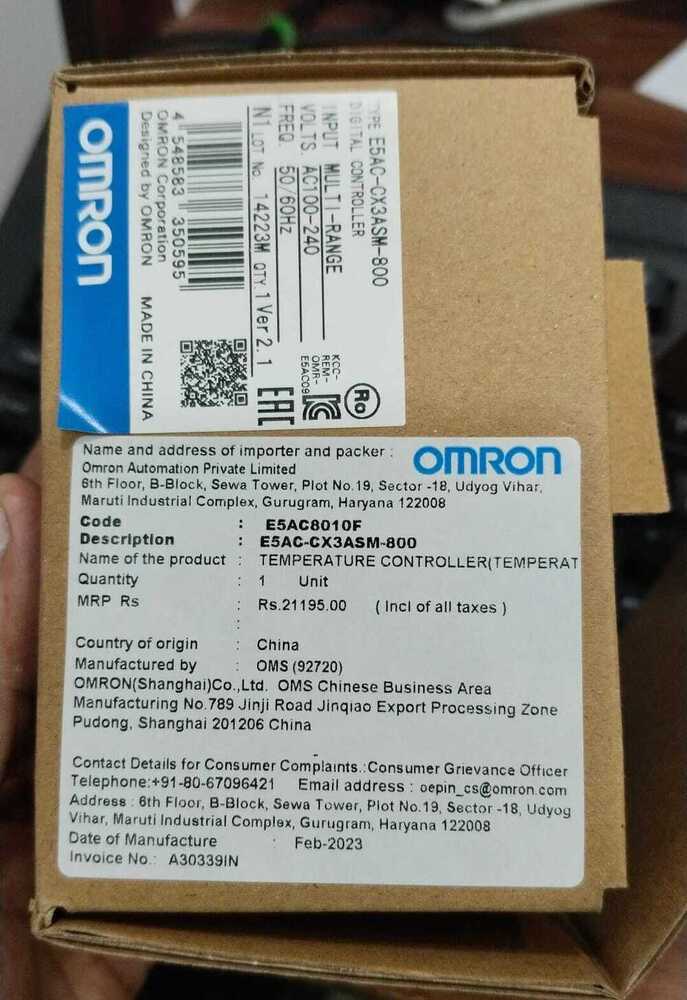 OMRON
TYPE E5AC-CX3ASM-800
DIGITAL CONTROLLER
INPUT MULTI-RANGE
VOLTS. AC100-240
FREQ. 50/60Hz
N1 LOT No. 14223M QTY. 1 Ver 2.1
4 548583 350595
OMRON Corporation
Designed by OMRON MADE IN CHINA
KCC-
REM-
OMR-
E5AC09
EAC
Ro
Name and address of importer and packer : OMRON
Omron Automation Private Limited
6th Floor, B-Block, Sewa Tower, Plot No.19, Sector -18, Udyog Vihar,
Maruti Industrial Complex, Gurugram, Haryana 122008
Code : E5AC8010F
Description : E5AC-CX3ASM-800
Name of the product : TEMPERATURE CONTROLLER(TEMPERAT
Quantity : 1 Unit
MRP Rs : Rs.21195.00 ( Incl of all taxes )
:
Country of origin : China
Manufactured by : OMS (92720)
OMRON(Shanghai)Co.,Ltd. OMS Chinese Business Area
Manufacturing No.789 Jinji Road Jinqiao Export Processing Zone
Pudong, Shanghai 201206 China
Contact Details for Consumer Complaints.:Consumer Grievance Officer
Telephone:+91-80-67096421 Email address : oepin_cs@omron.com
Address : 6th Floor, B-Block, Sewa Tower, Plot No.19, Sector -18, Udyog
Vihar, Maruti Industrial Complex, Gurugram, Haryana 122008
Date of Manufacture : Feb-2023
Invoice No.: A30339IN